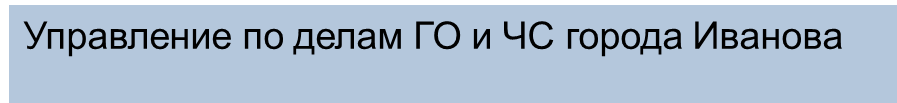 Управление по делам ГО и ЧС города Иванова